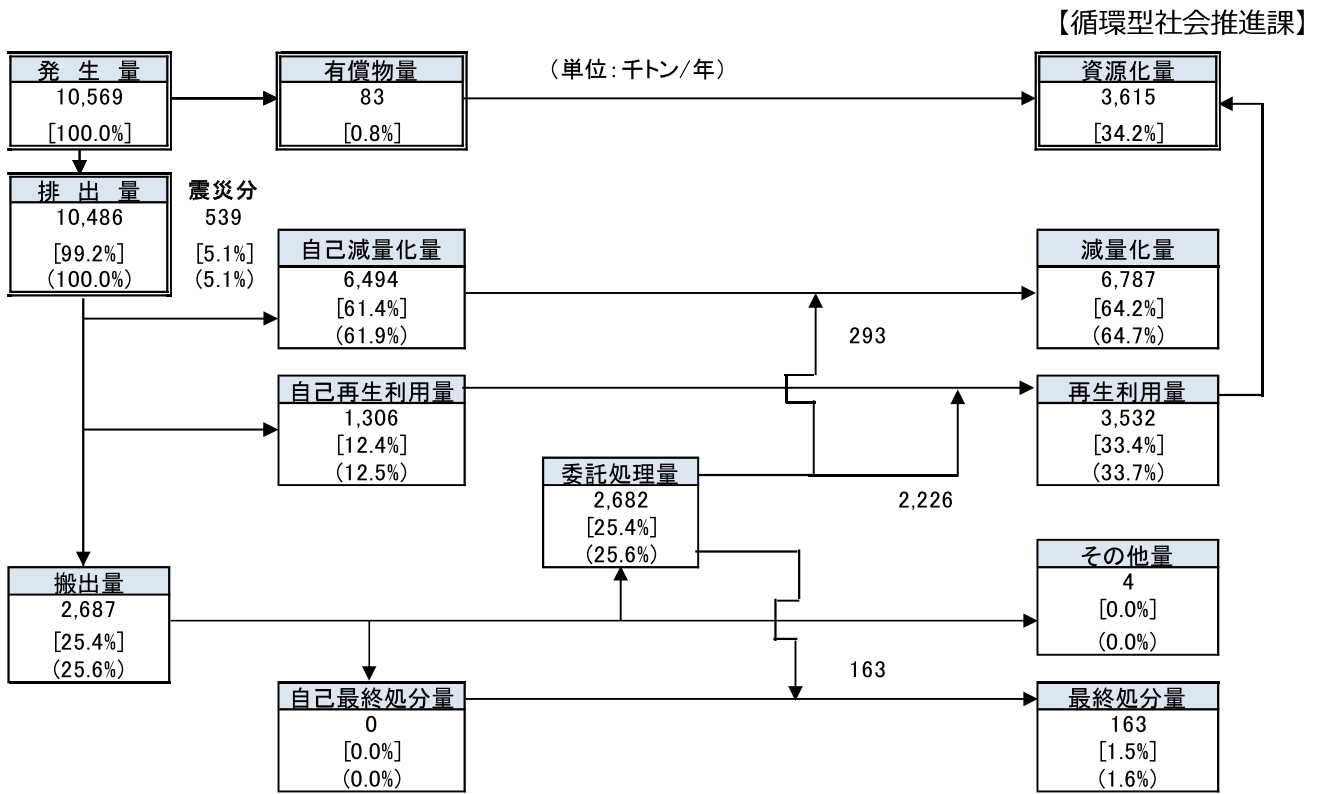 【循環型社会推進課】
発生量
10,569
[100.0%]
有償物量
83
[0.8%]
（単位：千トン/年）
資源化量
3,615
[34.2%]
排出量
10,486
[99.2%]
(100.0%)
震災分
539
[5.1%]
(5.1%)
自己減量化量
6,494
[61.4%]
(61.9%)
減量化量
6,787
[64.2%]
(64.7%)
293
自己再生利用量
1,306
[12.4%]
(12.5%)
再生利用量
3,532
[33.4%]
(33.7%)
委託処理量
2,682
[25.4%]
(25.6%)
2,226
搬出量
2,687
[25.4%]
(25.6%)
その他量
4
[0.0%]
(0.0%)
163
自己最終処分量
0
[0.0%]
(0.0%)
最終処分量
163
[1.5%]
(1.6%)